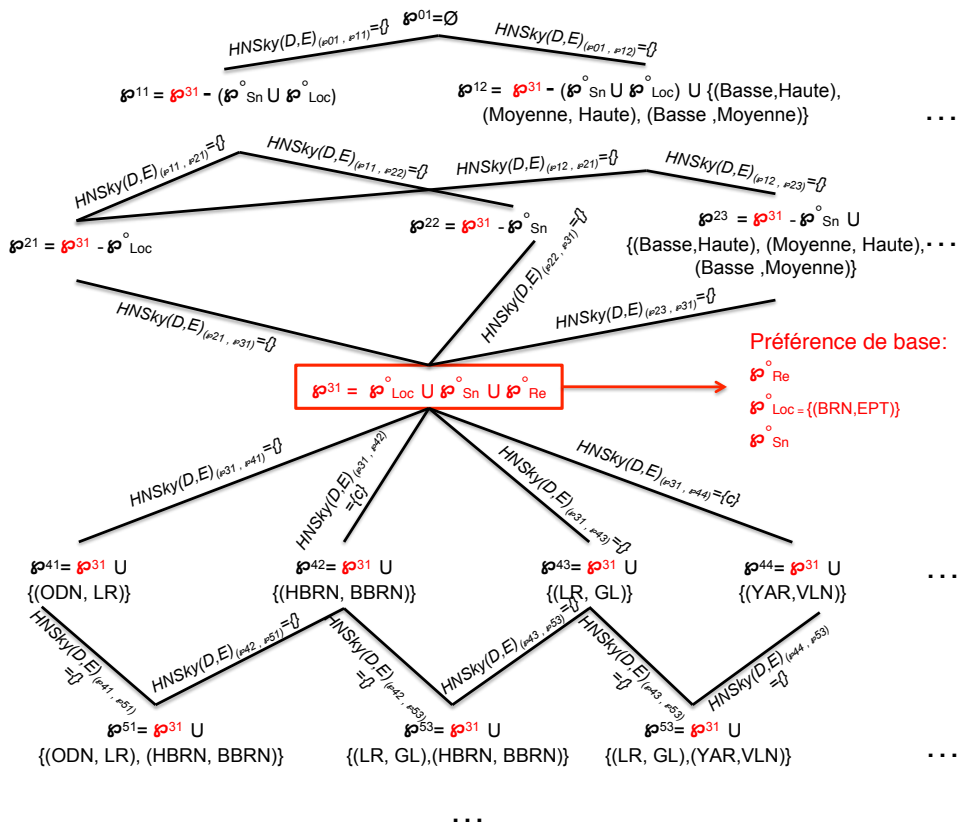 ℘01=Ø
HNSky(D,E)(℘01 , ℘11)={}
HNSky(D,E)(℘01 , ℘12)={}
℘11 = ℘31 - (℘°Sn U ℘°Loc)
℘12 = ℘31 - (℘°Sn U ℘°Loc) U {(Basse,Haute),
(Moyenne, Haute), (Basse ,Moyenne)}
...
HNSky(D,E)(℘11 , ℘21)={}
HNSky(D,E)(℘11 , ℘22)={}
HNSky(D,E)(℘12 , ℘21)={}
HNSky(D,E)(℘12 , ℘23)={}
℘21 = ℘31 - ℘°Loc
℘22 = ℘31 - ℘°Sn
℘23 = ℘31 - ℘°Sn U
{(Basse,Haute), (Moyenne, Haute),
(Basse ,Moyenne)}
...
HNSky(D,E)(℘21 , ℘31)={}
HNSky(D,E)(℘22 , ℘31)={}
HNSky(D,E)(℘23 , ℘31)={}
℘31 = ℘°Loc U ℘°Sn U ℘°Re
Préférence de base:
℘°Re
℘°Loc = {(BRN,EPT)}
℘°Sn
HNSky(D,E)(℘31 , ℘41)={}
HNSky(D,E)(℘31 , ℘42)
={c}
HNSky(D,E)(℘31 , ℘43)={}
HNSky(D,E)(℘31 , ℘44)={c}
℘41= ℘31 U
{(ODN, LR)}
℘42= ℘31 U
{(HBRN, BBRN)}
℘43= ℘31 U
{(LR, GL)}
℘44= ℘31 U
{(YAR,VLN)}
...
HNSky(D,E)(℘41 , ℘51)
={}
HNSky(D,E)(℘42 , ℘51)={}
HNSky(D,E)(℘42 , ℘53)
={}
HNSky(D,E)(℘43 , ℘53)={}
HNSky(D,E)(℘43 , ℘53)
={}
HNSky(D,E)(℘44 , ℘53)
={}
℘51= ℘31 U
{(ODN, LR), (HBRN, BBRN)}
℘53= ℘31 U
{(LR, GL),(HBRN, BBRN)}
℘53= ℘31 U
{(LR, GL),(YAR,VLN)}
...
...